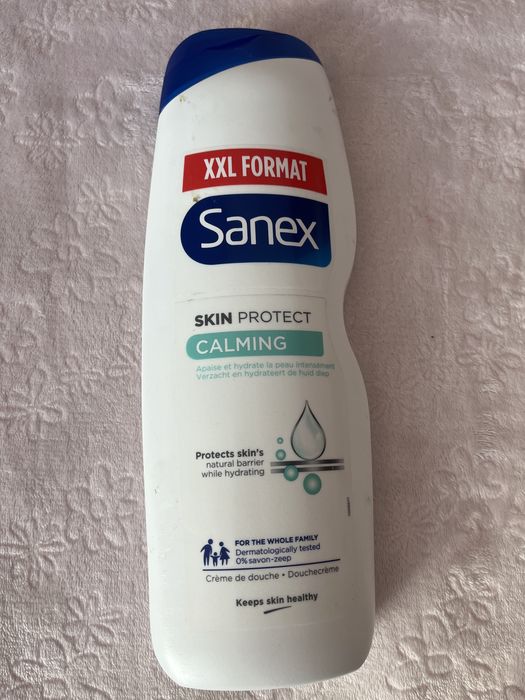 XXL FORMAT
Sanex
SKIN PROTECT
CALMING
Apaise et hydrate la peau intensément
Verzacht en hydrateert de huid diep
Protects skin's
natural barrier
while hydrating
FOR THE WHOLE FAMILY
Dermatologically tested
0% savon-zeep
Crème de douche • Douchecrème
Keeps skin healthy